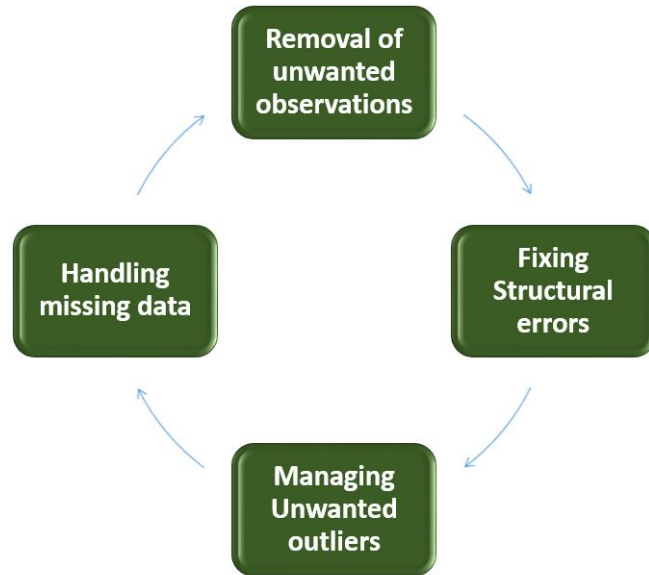 Removal of
unwanted
observations
Handling
missing data
Fixing
Structural
errors
Managing
Unwanted
outliers